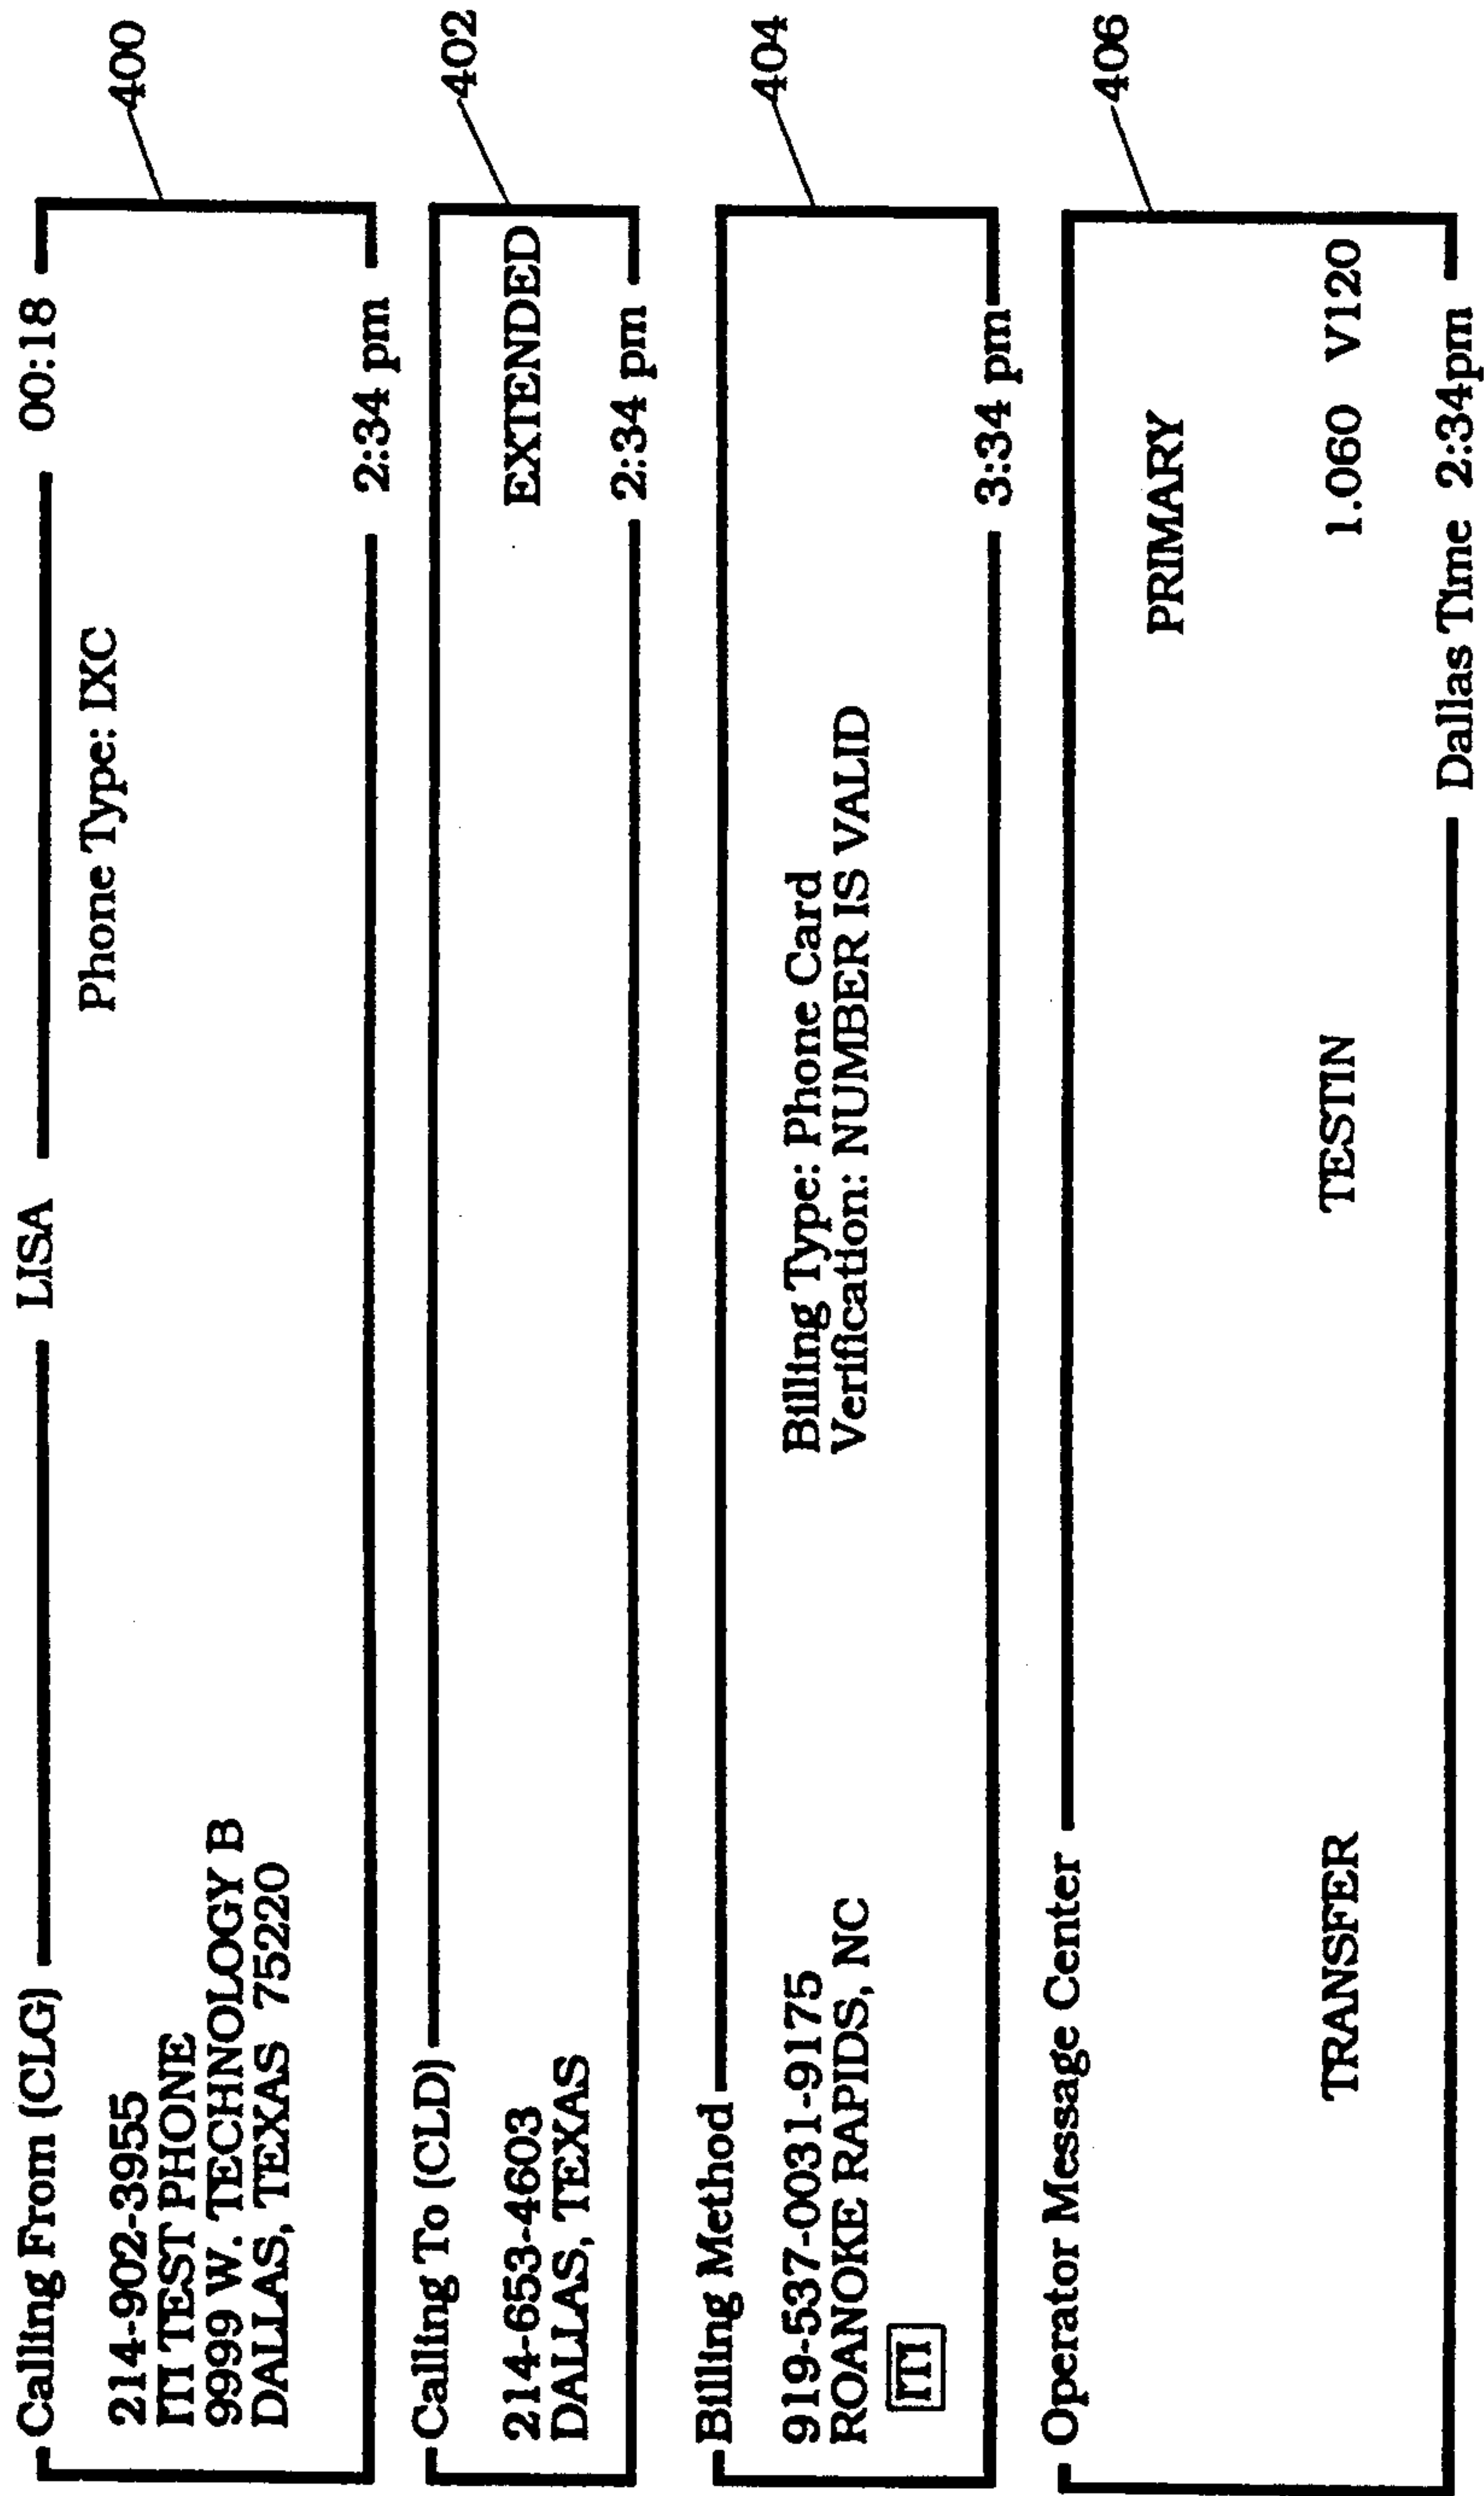 Calling From (CLG) LISA 00:18
214-902-3955 Phone Type: IXC
ITI TEST PHONE
9999 W. TECHNOLOGY B
DALLAS, TEXAS 75220
2:34 pm
400
Calling To (CLD)
214-653-4603 EXTENDED
DALLAS, TEXAS
2:34 pm
402
Billing Method
919-537-0031-9175 Billing Type: Phone Card
ROANOKE RAPIDS, NC Verification: NUMBER IS VALID
ITI
3:34 pm
404
Operator Message Center
PRIMARY
TRANSFER TESTIN 1.060 V120
Dallas Time 2:34pm
406